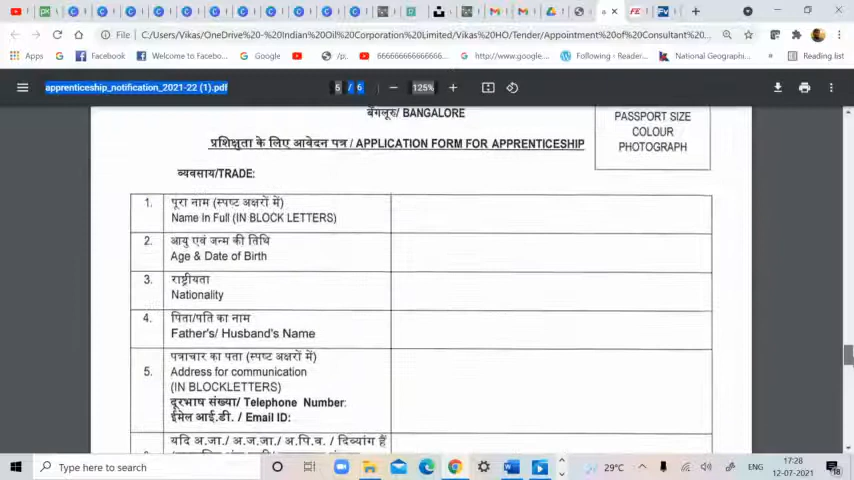 File | C:/Users/Vikas/OneDrive%20-%20Indian%20Oil%20Corporation%20Limited/Vikas%20HO/Tender/Appointment%20of%20Consultant%20...
Apps
Facebook
Welcome to Facebook...
Google
/p..
http://www.google....
Following - Reader...
National Geographi...
Reading list
apprenticeship_notification_2021-22 (1).pdf
5 / 6
125%
बेंगलूरु/ BANGALORE
PASSPORT SIZE
COLOUR
PHOTOGRAPH
प्रशिक्षुता के लिए आवेदन पत्र / APPLICATION FORM FOR APPRENTICESHIP
व्यवसाय/TRADE:
1. पूरा नाम (स्पष्ट अक्षरों में)
Name in Full (IN BLOCK LETTERS)
2. आयु एवं जन्म की तिथि
Age & Date of Birth
3. राष्ट्रीयता
Nationality
4. पिता/पति का नाम
Father's/ Husband's Name
पत्राचार का पता (स्पष्ट अक्षरों में)
5. Address for communication
(IN BLOCKLETTERS)
दूरभाष संख्या/ Telephone Number:
ईमेल आई.डी. / Email ID:
यदि अ.जा./ अ.ज.जा./ अ.पि.व. / दिव्यांग हैं
Type here to search
29°C
ENG
17:28
12-07-2021